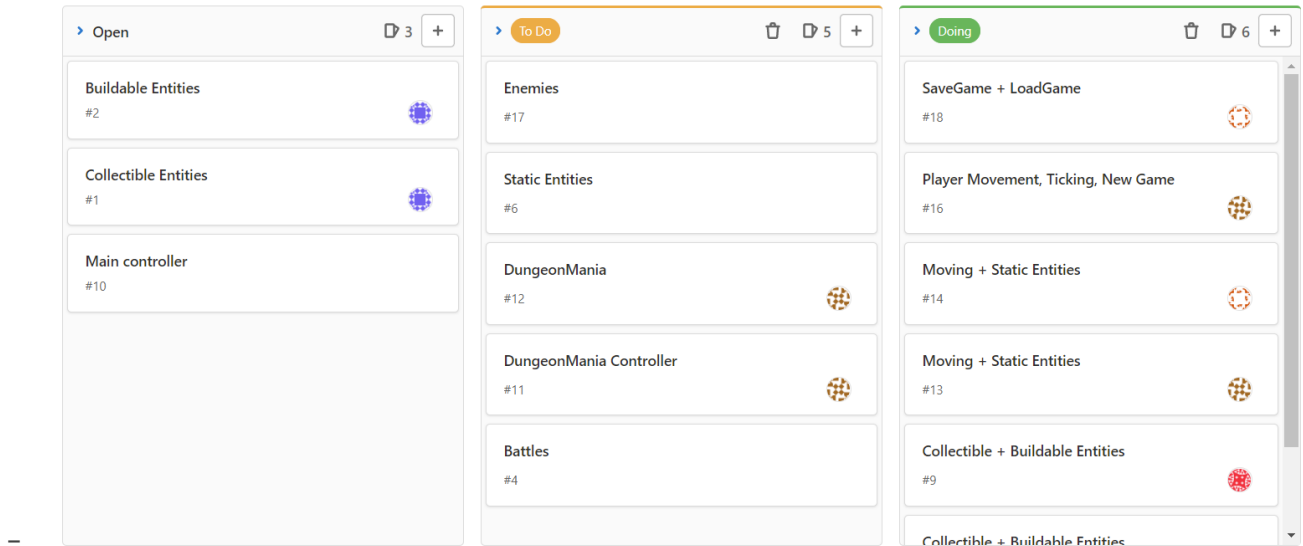 Open
3
+
Buildable Entities
#2
Collectible Entities
#1
Main controller
#10
To Do
5
+
Enemies
#17
Static Entities
#6
DungeonMania
#12
DungeonMania Controller
#11
Battles
#4
Doing
6
+
SaveGame + LoadGame
#18
Player Movement, Ticking, New Game
#16
Moving + Static Entities
#14
Moving + Static Entities
#13
Collectible + Buildable Entities
#9
Collectible + Buildable Entities